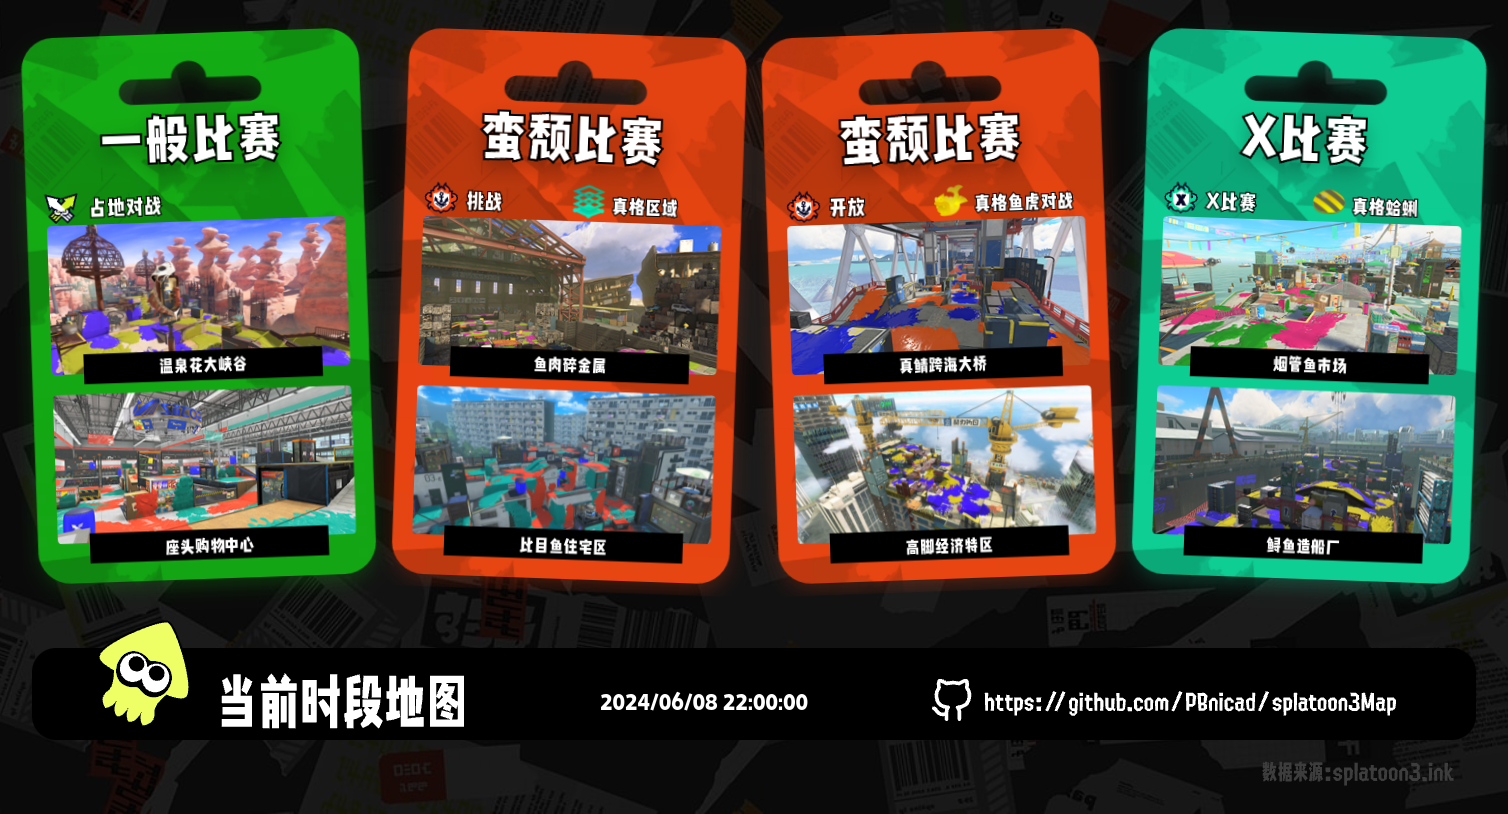 一般比赛
占地对战
温泉花大峡谷
座头购物中心
蛮颓比赛
挑战
真格区域
鱼肉碎金属
比目鱼住宅区
蛮颓比赛
开放
真格鱼虎对战
真鲷跨海大桥
高脚经济特区
X比赛
X比赛
真格蛤蜊
烟管鱼市场
鲟鱼造船厂
当前时段地图
2024/06/08 22:00:00
https://github.com/PBnicad/splatoon3Map
数据来源:splatoon3.ink